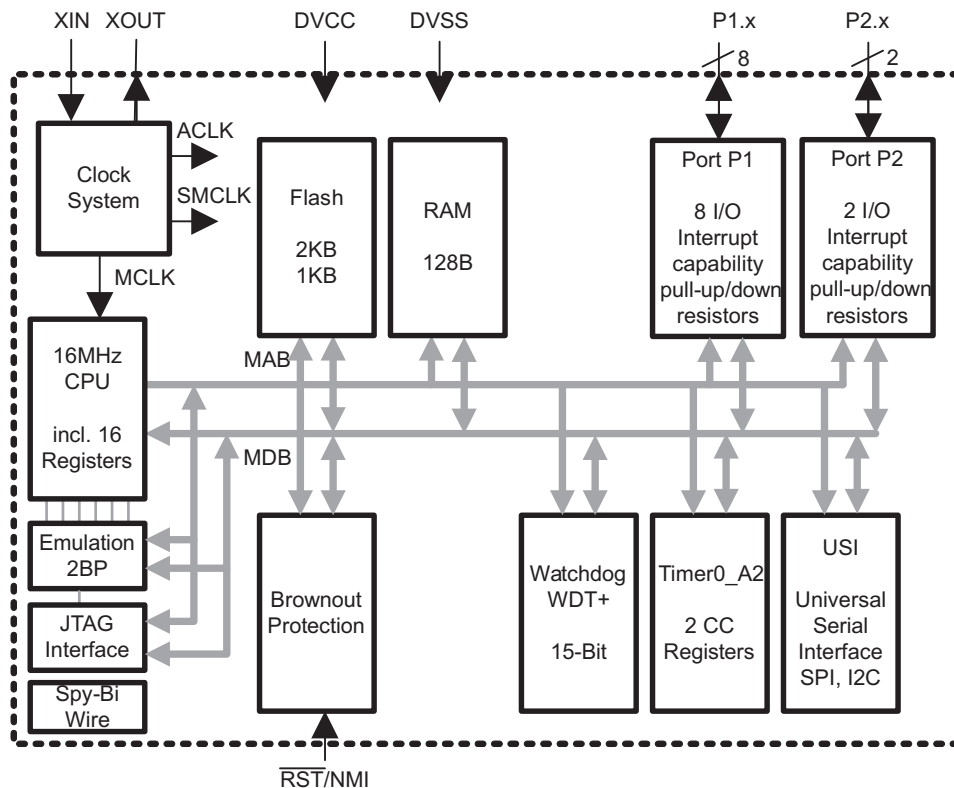 XIN XOUT DVCC DVSS P1.x P2.x
8
2
Clock
System
ACLK
SMCLK
MCLK
Flash
2KB
1KB
RAM
128B
Port P1
8 I/O
Interrupt
capability
pull-up/down
resistors
Port P2
2 I/O
Interrupt
capability
pull-up/down
resistors
16MHz
CPU
incl. 16
Registers
MAB
MDB
Emulation
2BP
JTAG
Interface
Spy-Bi
Wire
Brownout
Protection
Watchdog
WDT+
15-Bit
Timer0_A2
2 CC
Registers
USI
Universal
Serial
Interface
SPI, I2C
RST/NMI